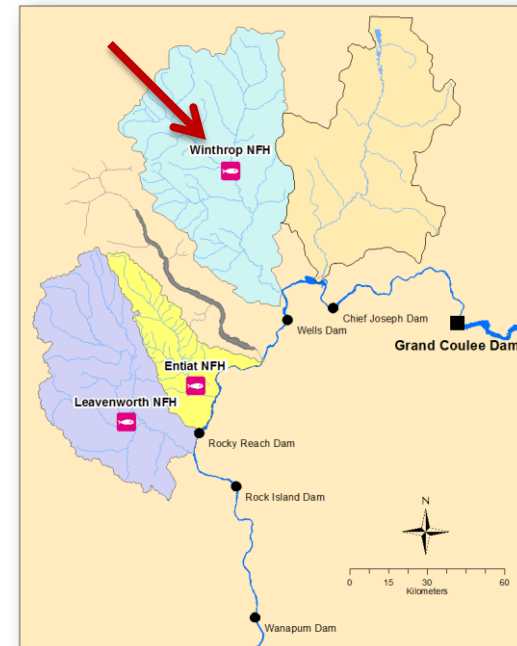 Winthrop NFH
Wells Dam
Chief Joseph Dam
Grand Coulee Dam
Entiat NFH
Leavenworth NFH
Rocky Reach Dam
Rock Island Dam
N
0 15 30 60
Kilometers
Wanapum Dam